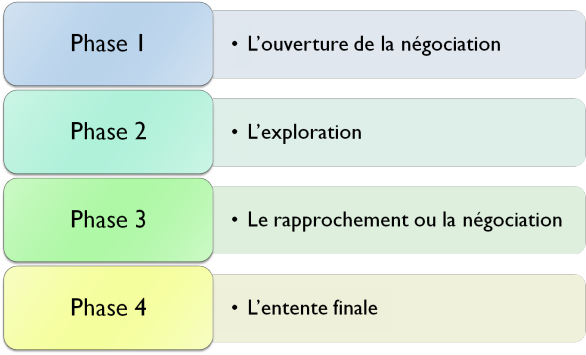 Phase 1
• L'ouverture de la négociation
Phase 2
• L'exploration
Phase 3
• Le rapprochement ou la négociation
Phase 4
• L'entente finale